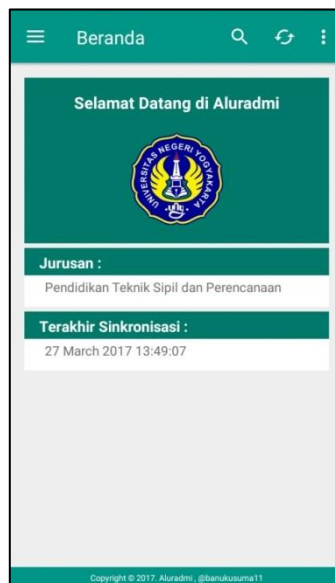 Beranda
Selamat Datang di Aluradmi
UNIVERSITAS NEGERI YOGYAKARTA
UNY
Jurusan :
Pendidikan Teknik Sipil dan Perencanaan
Terakhir Sinkronisasi :
27 March 2017 13:49:07
Copyright © 2017. Aluradmi , @banukusuma11